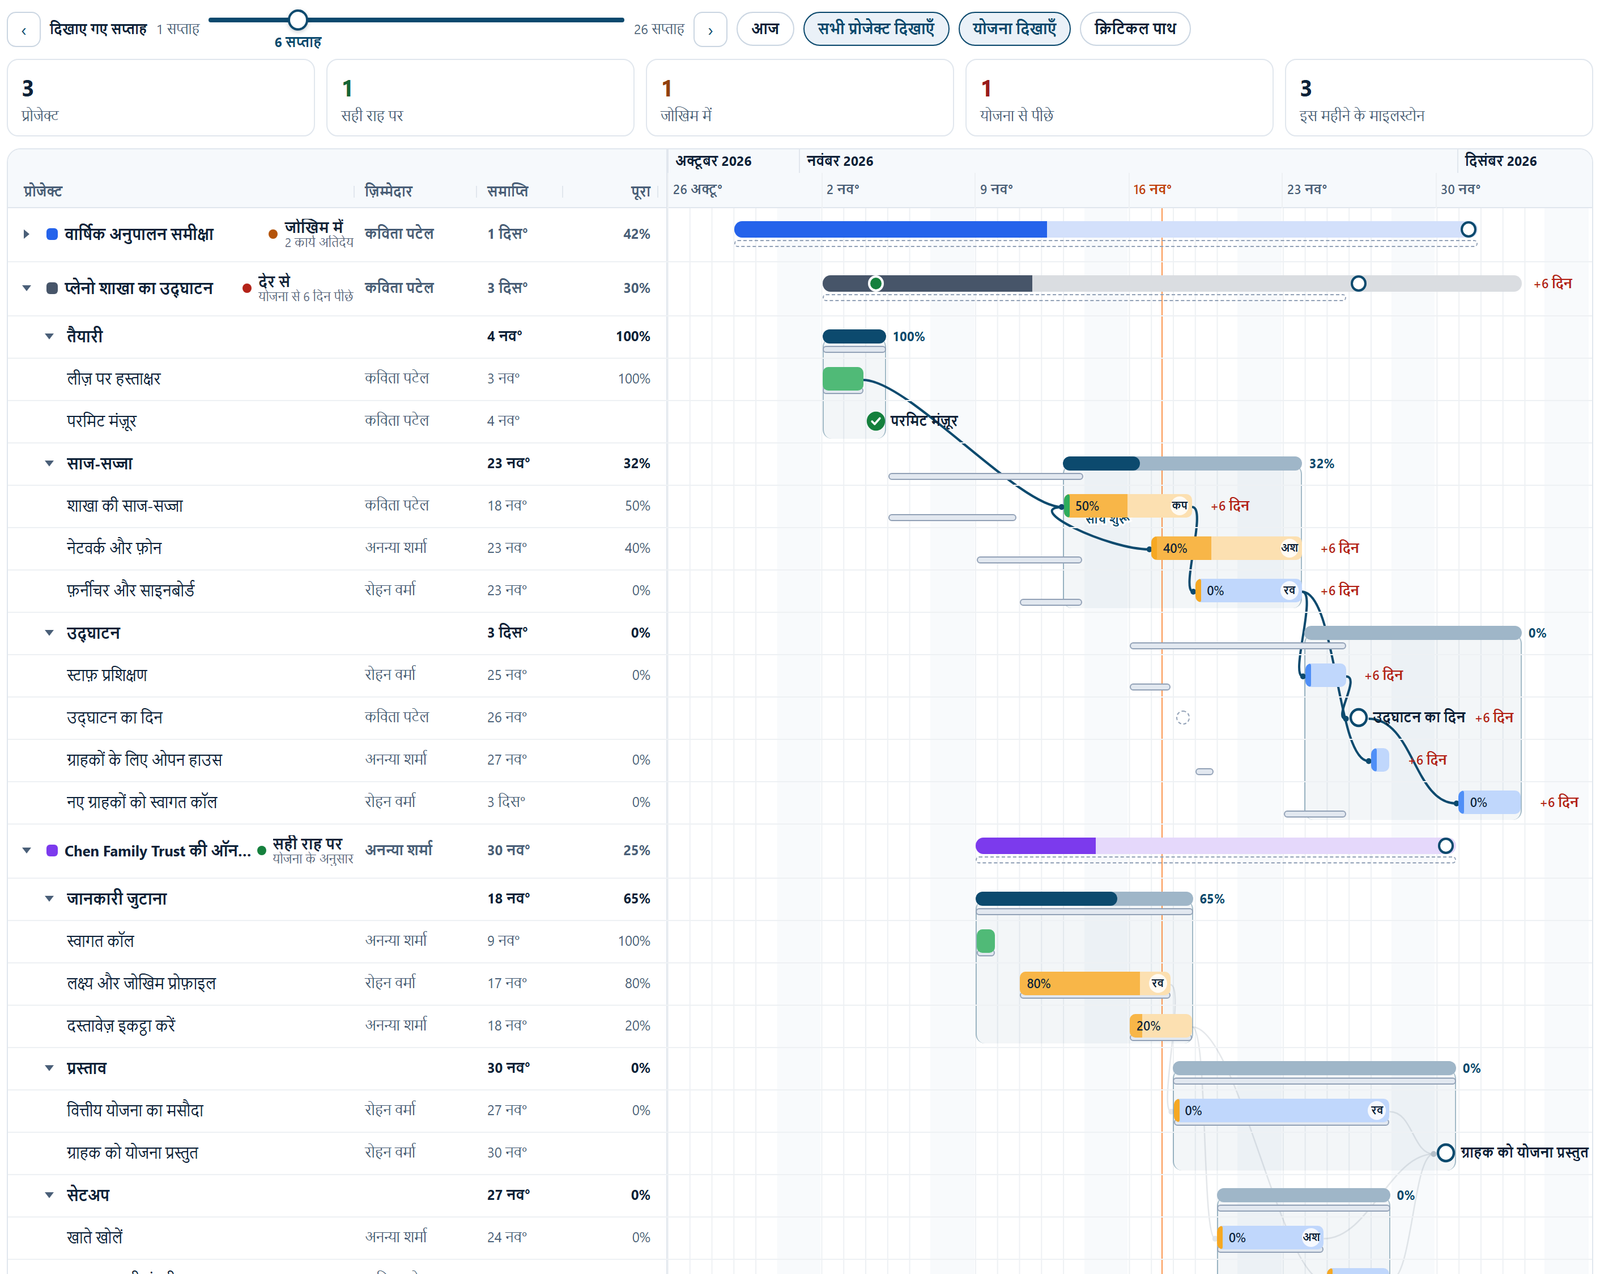 ‹ दिखाए गए सप्ताह 1 सप्ताह 26 सप्ताह › आज सभी प्रोजेक्ट दिखाएँ योजना दिखाएँ क्रिटिकल पाथ
6 सप्ताह
3 1 1 1 3
प्रोजेक्ट सही राह पर जोखिम में योजना से पीछे इस महीने के माइलस्टोन
अक्टूबर 2026 नवंबर 2026 दिसंबर 2026
प्रोजेक्ट ज़िम्मेदार समाप्ति पूरा 26 अक्टू॰ 2 नव॰ 9 नव॰ 16 नव॰ 23 नव॰ 30 नव॰
वार्षिक अनुपालन समीक्षा जोखिम में कविता पटेल 1 दिस॰ 42%
2 कार्य अतिदेय
प्लेनो शाखा का उद्घाटन देर से कविता पटेल 3 दिस॰ 30% +6 दिन
योजना से 6 दिन पीछे
तैयारी 4 नव॰ 100% 100%
लीज़ पर हस्ताक्षर कविता पटेल 3 नव॰ 100%
परमिट मंज़ूर कविता पटेल 4 नव॰ परमिट मंज़ूर
साज-सज्जा 23 नव॰ 32% 32%
शाखा की साज-सज्जा कविता पटेल 18 नव॰ 50% 50% कप +6 दिन
साथ शुरू
नेटवर्क और फ़ोन अनन्या शर्मा 23 नव॰ 40% 40% अश +6 दिन
फ़र्नीचर और साइनबोर्ड रोहन वर्मा 23 नव॰ 0% 0% रव +6 दिन
उद्घाटन 3 दिस॰ 0% 0%
स्टाफ़ प्रशिक्षण रोहन वर्मा 25 नव॰ 0% +6 दिन
उद्घाटन का दिन कविता पटेल 26 नव॰ उद्घाटन का दिन +6 दिन
ग्राहकों के लिए ओपन हाउस अनन्या शर्मा 27 नव॰ 0% +6 दिन
नए ग्राहकों को स्वागत कॉल रोहन वर्मा 3 दिस॰ 0% 0% +6 दिन
Chen Family Trust की ऑन… सही राह पर अनन्या शर्मा 30 नव॰ 25%
योजना के अनुसार
जानकारी जुटाना 18 नव॰ 65% 65%
स्वागत कॉल अनन्या शर्मा 9 नव॰ 100%
लक्ष्य और जोखिम प्रोफ़ाइल रोहन वर्मा 17 नव॰ 80% 80% रव
दस्तावेज़ इकट्ठा करें अनन्या शर्मा 18 नव॰ 20% 20%
प्रस्ताव 30 नव॰ 0% 0%
वित्तीय योजना का मसौदा रोहन वर्मा 27 नव॰ 0% 0% रव
ग्राहक को योजना प्रस्तुत रोहन वर्मा 30 नव॰ ग्राहक को योजना प्रस्तुत
सेटअप 27 नव॰ 0% 0%
खाते खोलें अनन्या शर्मा 24 नव॰ 0% 0% अश